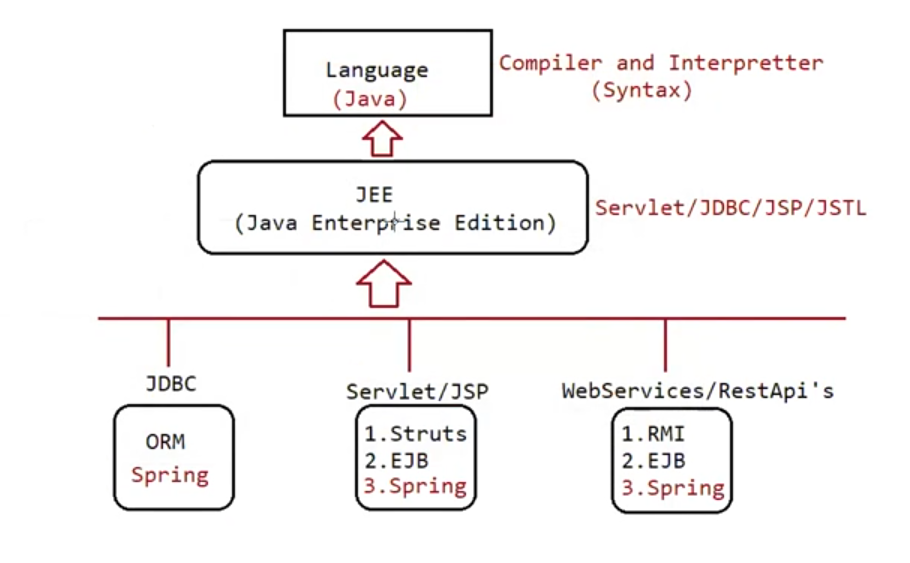 Language
(Java)
Compiler and Interpretter
(Syntax)
JEE
(Java Enterprise Edition)
Servlet/JDBC/JSP/JSTL
JDBC
ORM
Spring
Servlet/JSP
1.Struts
2.EJB
3.Spring
WebServices/RestApi's
1.RMI
2.EJB
3.Spring